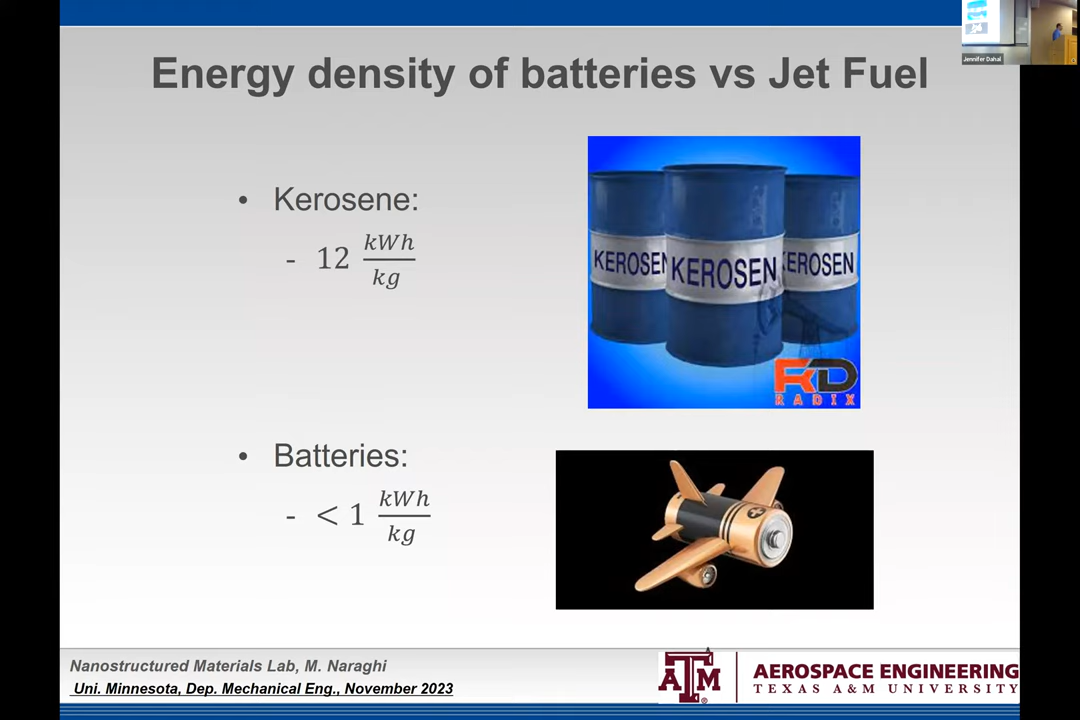 Jennifer Dahal
Energy density of batteries vs Jet Fuel
• Kerosene:
- 12 kWh/kg
KEROSEN KEROSEN KEROSEN
RD
RADIX
• Batteries:
- < 1 kWh/kg
Nanostructured Materials Lab, M. Naraghi
Uni. Minnesota, Dep. Mechanical Eng., November 2023
ATM
AEROSPACE ENGINEERING
TEXAS A&M UNIVERSITY